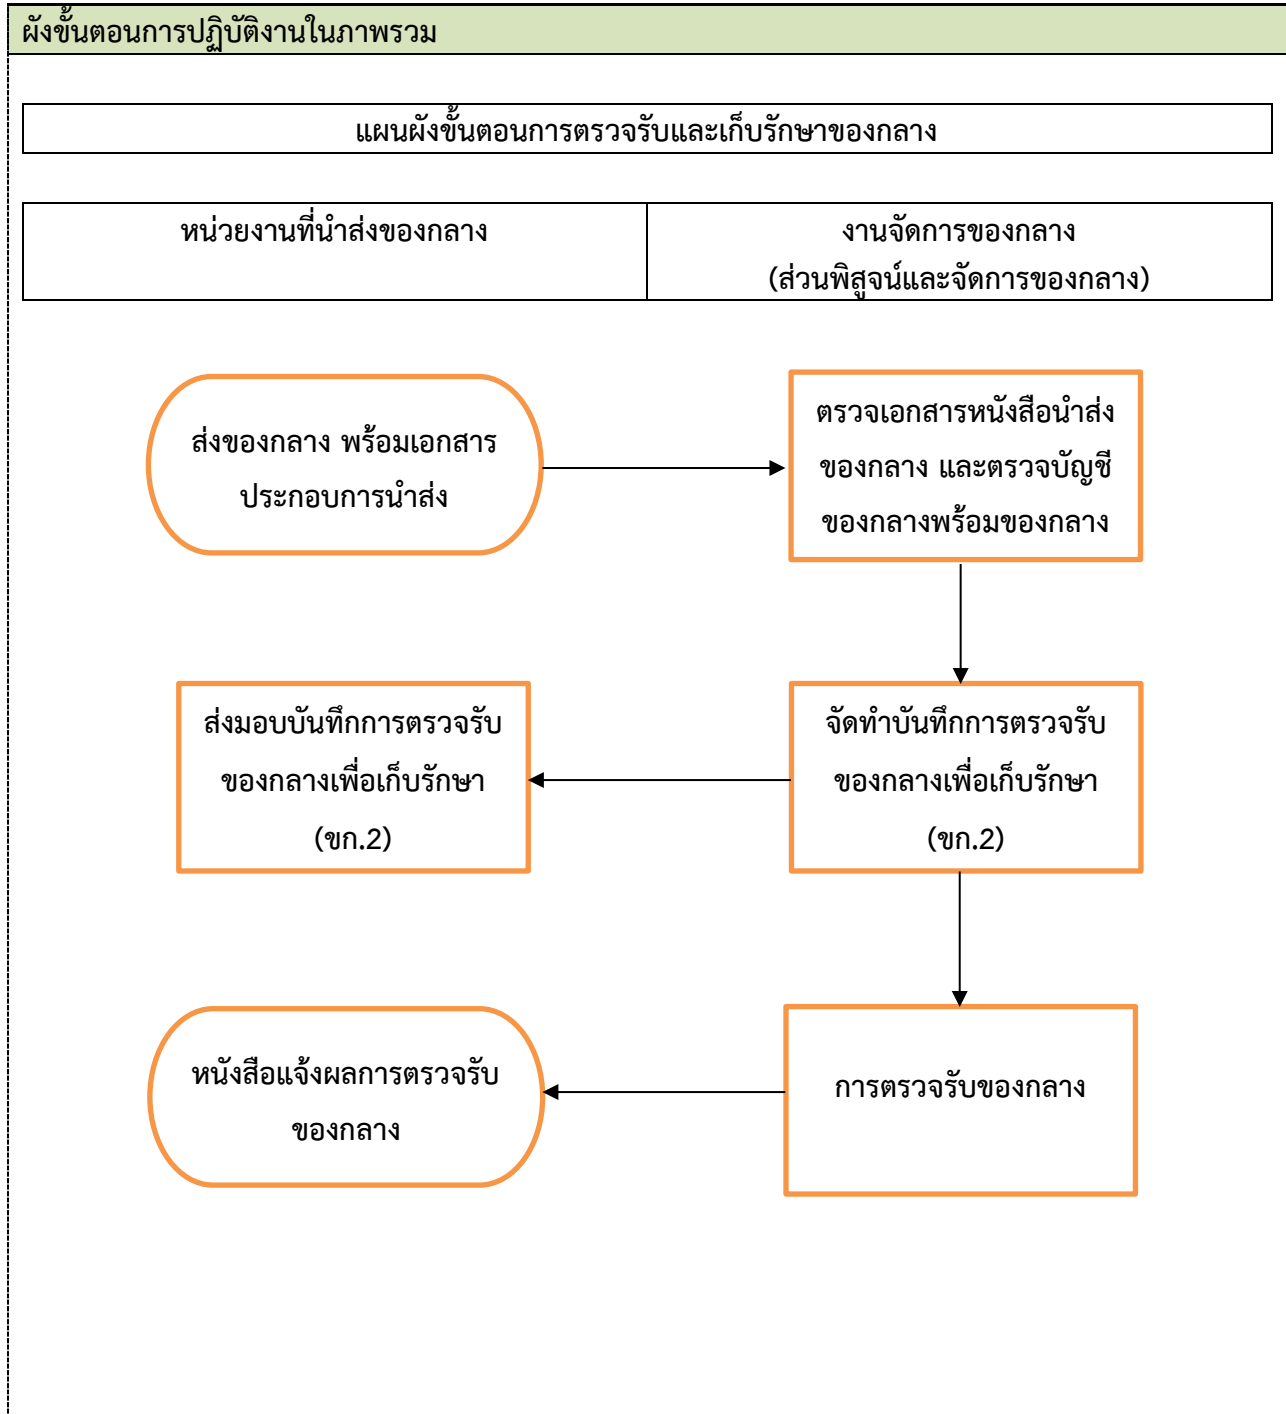 ผังขั้นตอนการปฏิบัติงานในภาพรวม
แผนผังขั้นตอนการตรวจรับและเก็บรักษาของกลาง
หน่วยงานที่นำส่งของกลาง
งานจัดการของกลาง
(ส่วนพิสูจน์และจัดการของกลาง)
ส่งของกลาง พร้อมเอกสาร
ประกอบการนำส่ง
ตรวจเอกสารหนังสือนำส่ง
ของกลาง และตรวจบัญชี
ของกลางพร้อมของกลาง
ส่งมอบบันทึกการตรวจรับ
ของกลางเพื่อเก็บรักษา
(ขก.2)
จัดทำบันทึกการตรวจรับ
ของกลางเพื่อเก็บรักษา
(ขก.2)
หนังสือแจ้งผลการตรวจรับ
ของกลาง
การตรวจรับของกลาง